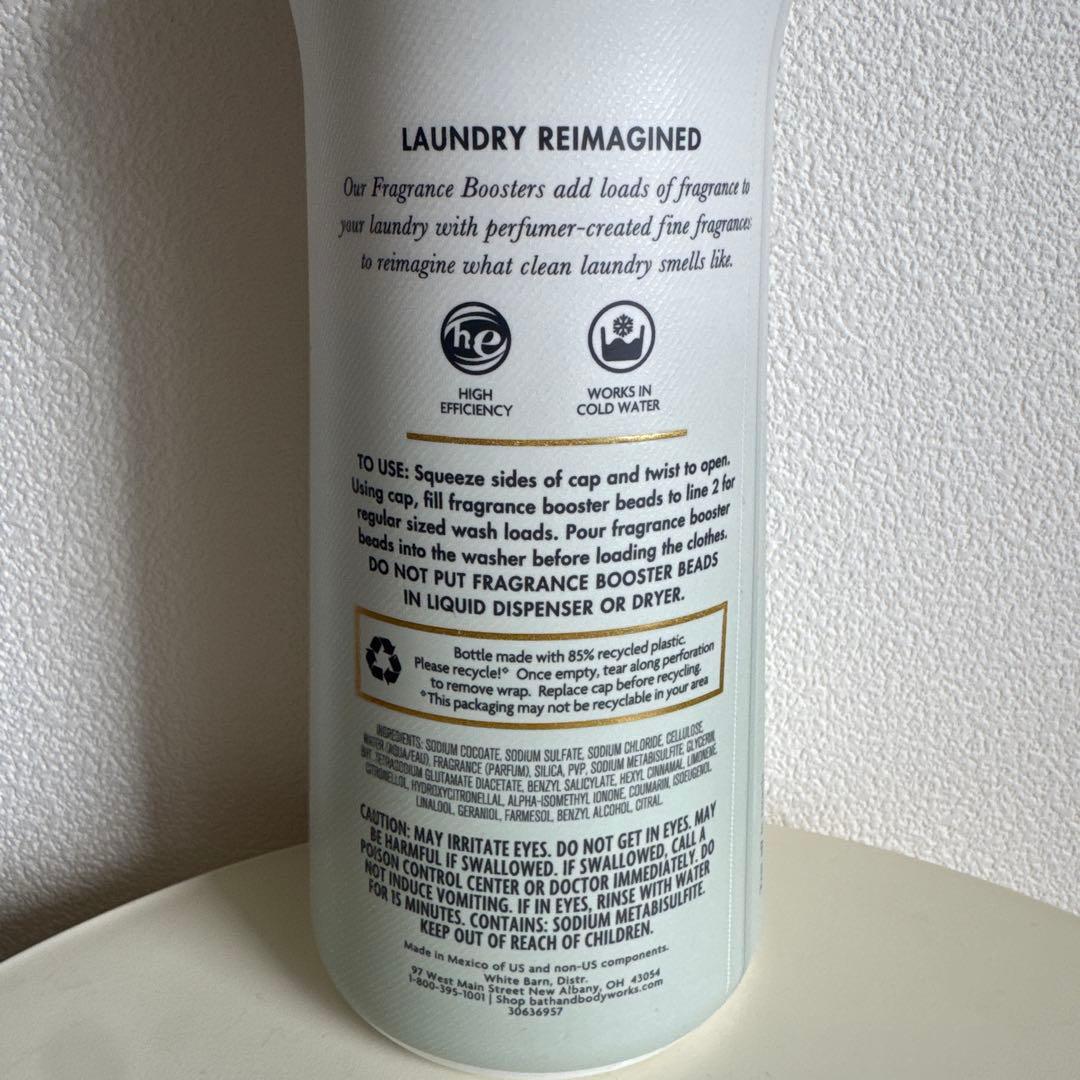 LAUNDRY REIMAGINED
Our Fragrance Boosters add loads of fragrance to
your laundry with perfumer-created fine fragrances
to reimagine what clean laundry smells like.
he
HIGH
EFFICIENCY
WORKS IN
COLD WATER
TO USE: Squeeze sides of cap and twist to open.
Using cap, fill fragrance booster beads to line 2 for
regular sized wash loads. Pour fragrance booster
beads into the washer before loading the clothes.
DO NOT PUT FRAGRANCE BOOSTER BEADS
IN LIQUID DISPENSER OR DRYER.
Bottle made with 85% recycled plastic.
Please recycle!* Once empty, tear along perforation
to remove wrap. Replace cap before recycling.
*This packaging may not be recyclable in your area
INGREDIENTS: SODIUM COCOATE, SODIUM SULFATE, SODIUM CHLORIDE, CELLULOSE,
WATER (AQUA/EAU), FRAGRANCE (PARFUM), SILICA, PVP, SODIUM METABISULFITE, GLYCERIN,
BHT, TETRASODIUM GLUTAMATE DIACETATE, BENZYL SALICYLATE, HEXYL CINNAMAL, LIMONENE,
CITRONELLOL, HYDROXYCITRONELLAL, ALPHA-ISOMETHYL IONONE, COUMARIN, ISOEUGENOL,
LINALOOL, GERANIOL, FARNESOL, BENZYL ALCOHOL, CITRAL.
CAUTION: MAY IRRITATE EYES. DO NOT GET IN EYES. MAY
BE HARMFUL IF SWALLOWED. IF SWALLOWED, CALL A
POISON CONTROL CENTER OR DOCTOR IMMEDIATELY. DO
NOT INDUCE VOMITING. IF IN EYES, RINSE WITH WATER
FOR 15 MINUTES. CONTAINS: SODIUM METABISULFITE.
KEEP OUT OF REACH OF CHILDREN.
Made in Mexico of US and non-US components.
White Barn, Distr.
97 West Main Street New Albany, OH 43054
1-800-395-1001 | Shop bathandbodyworks.com
30636957